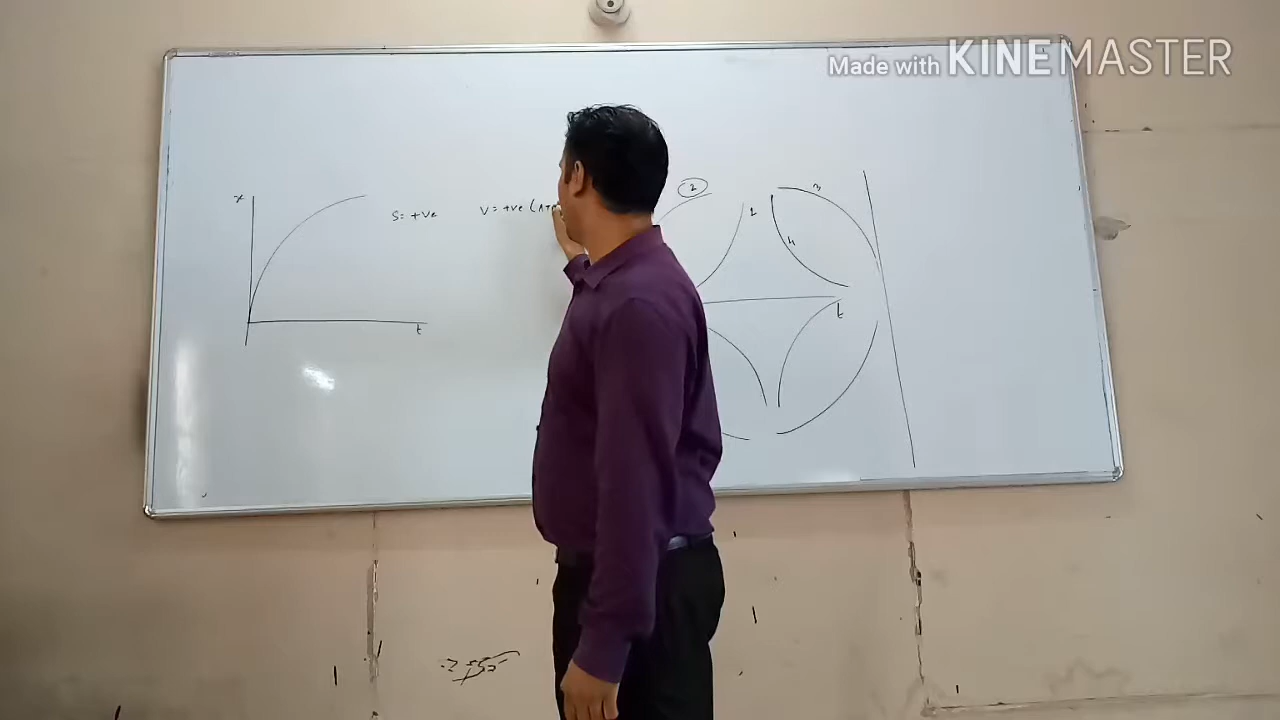 Made with KINEMASTER
x
S = +ve V = +ve
t
2
1
3
4
t